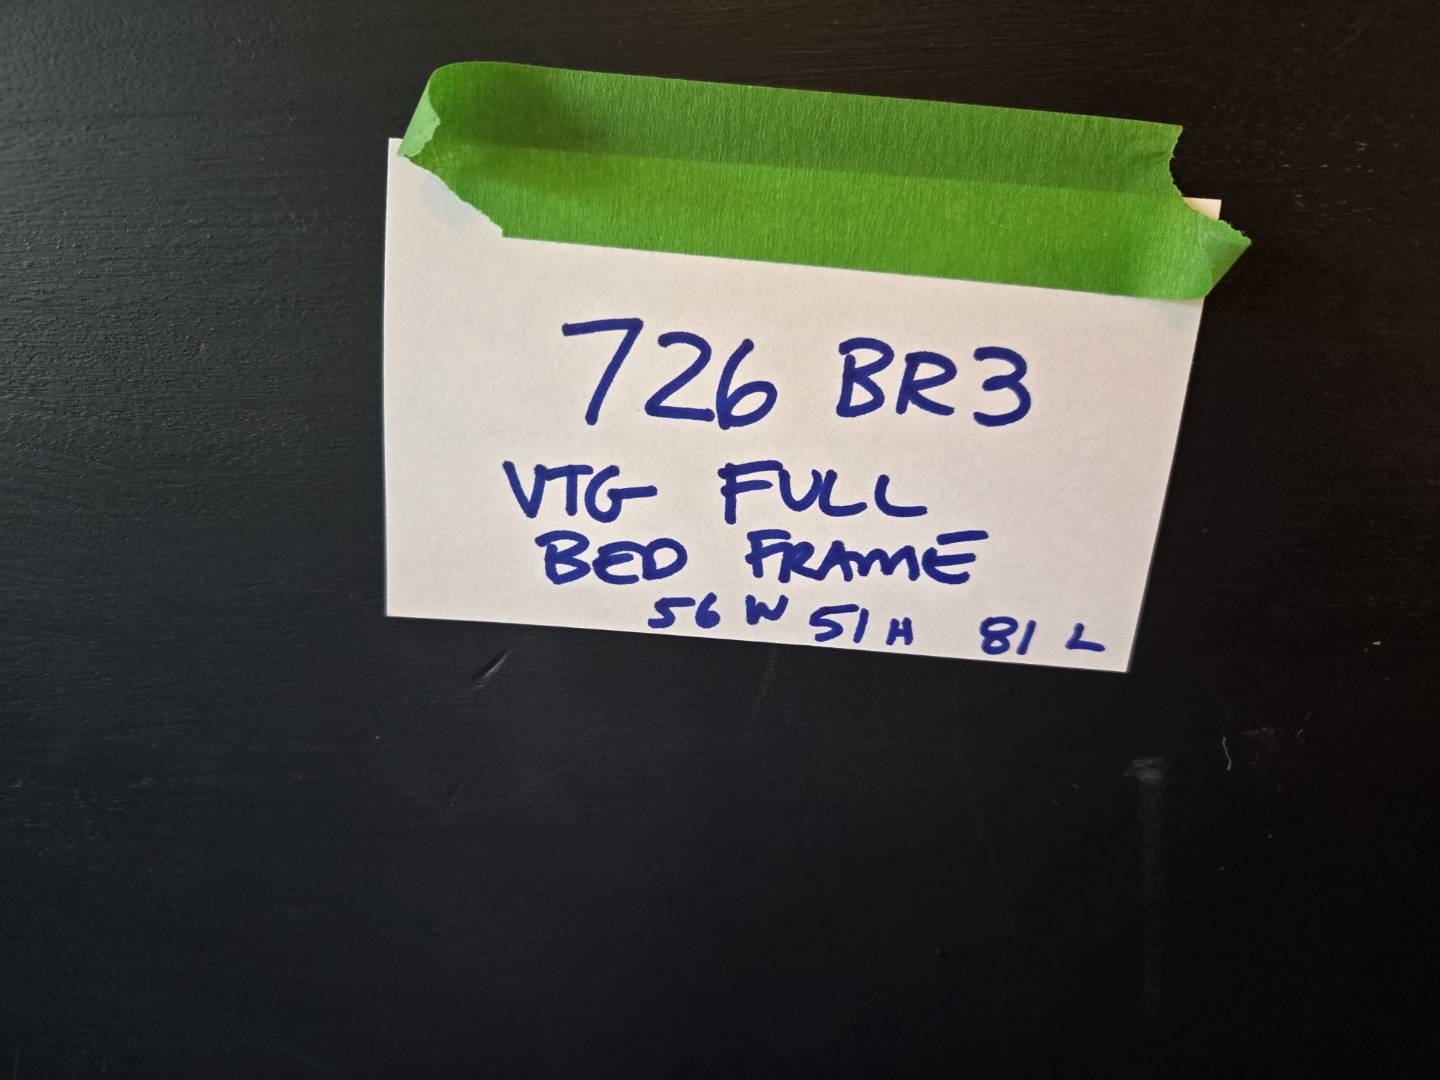 726 BR3
VTG FULL
BED FRAME
56 W 51 H 81 L